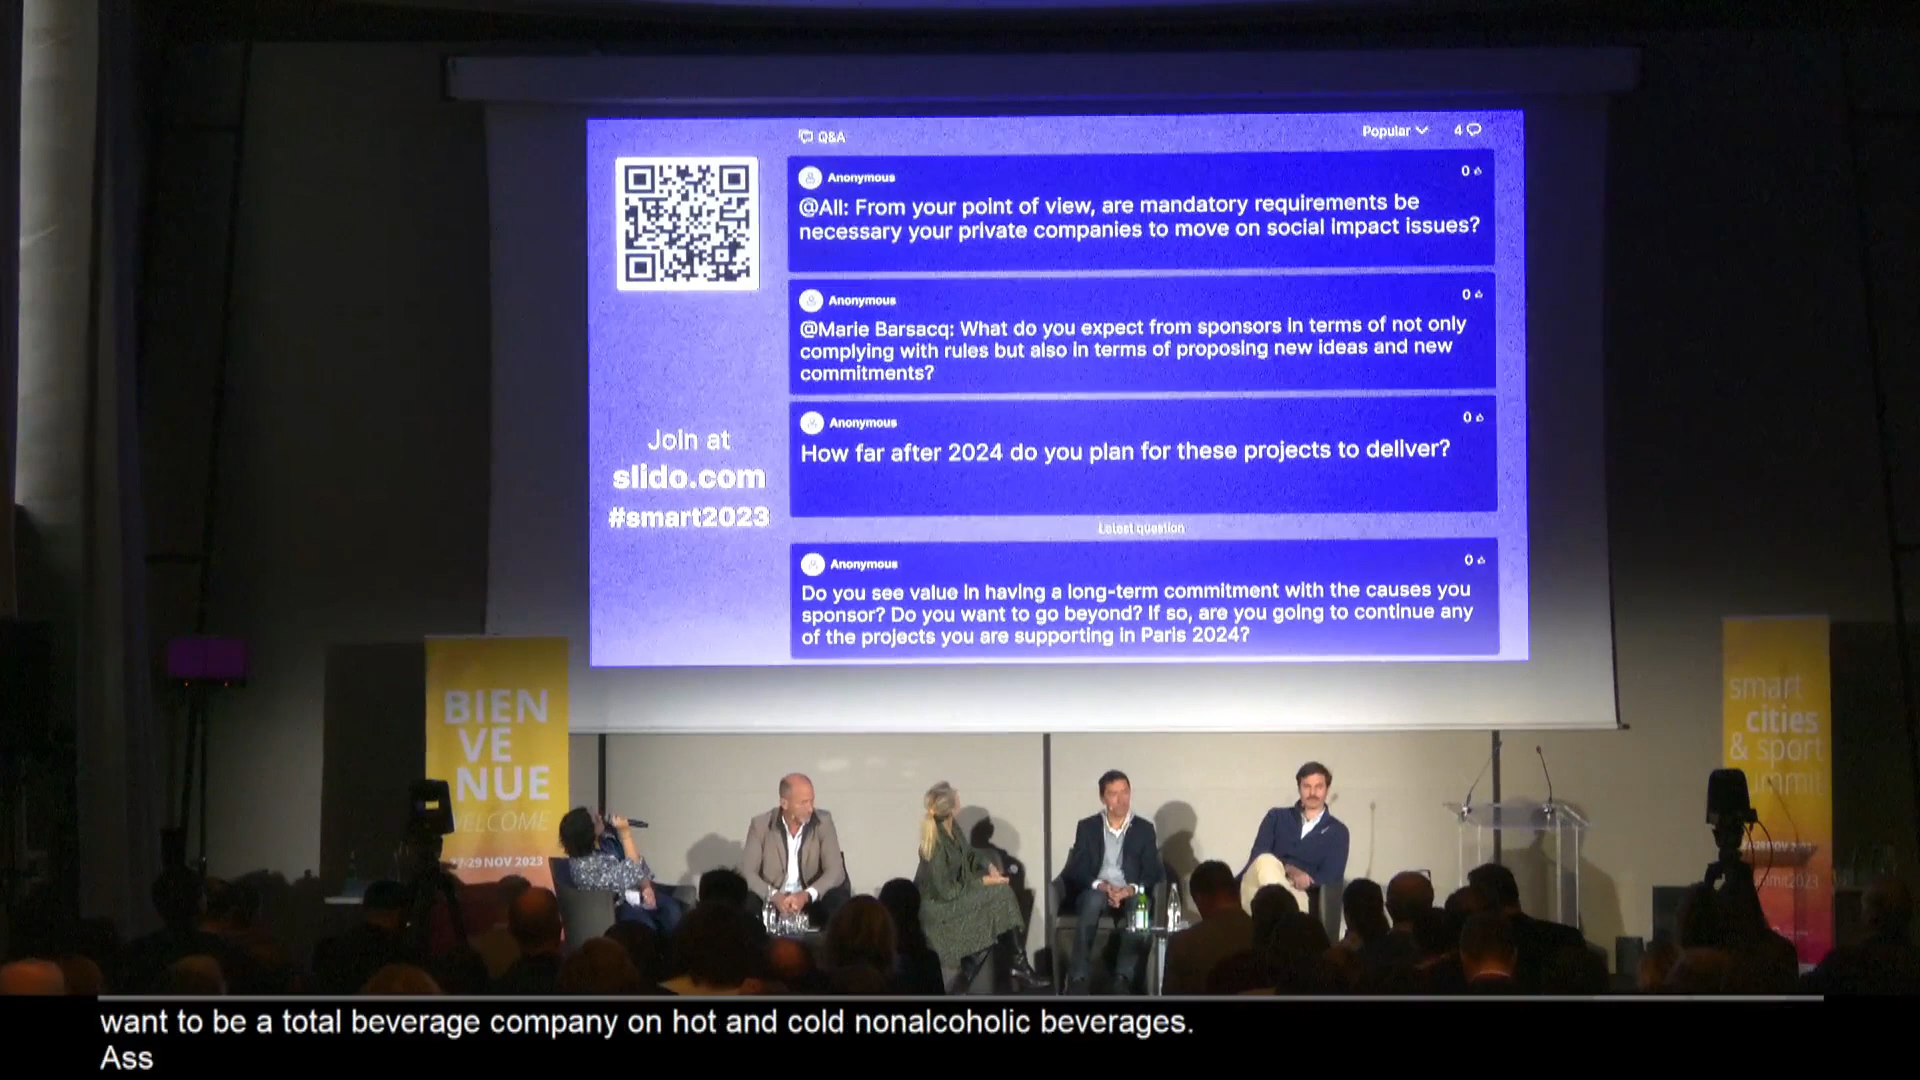 Q&A
Popular
4
Anonymous
0
@All: From your point of view, are mandatory requirements be
necessary your private companies to move on social impact issues?
Anonymous
0
@Marie Barsacq: What do you expect from sponsors in terms of not only
complying with rules but also in terms of proposing new ideas and new
commitments?
Anonymous
0
How far after 2024 do you plan for these projects to deliver?
Latest question
Anonymous
0
Do you see value in having a long-term commitment with the causes you
sponsor? Do you want to go beyond? If so, are you going to continue any
of the projects you are supporting in Paris 2024?
Join at
slido.com
#smart2023
BIEN
VE
NUE
WELCOME
27-29 NOV 2023
smart
cities
& sport
summit
want to be a total beverage company on hot and cold nonalcoholic beverages.
Ass